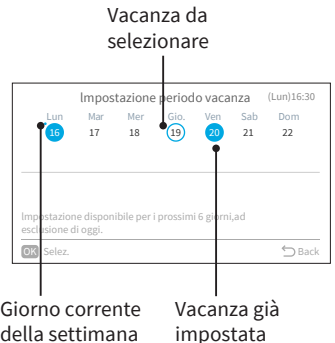 Vacanza da
selezionare
Impostazione periodo vacanza (Lun)16:30
Lun Mar Mer Gio. Ven Sab Dom
16 17 18 19 20 21 22
Impostazione disponibile per i prossimi 6 giorni,ad
esclusione di oggi.
OK Selez. Back
Giorno corrente
della settimana
Vacanza già
impostata